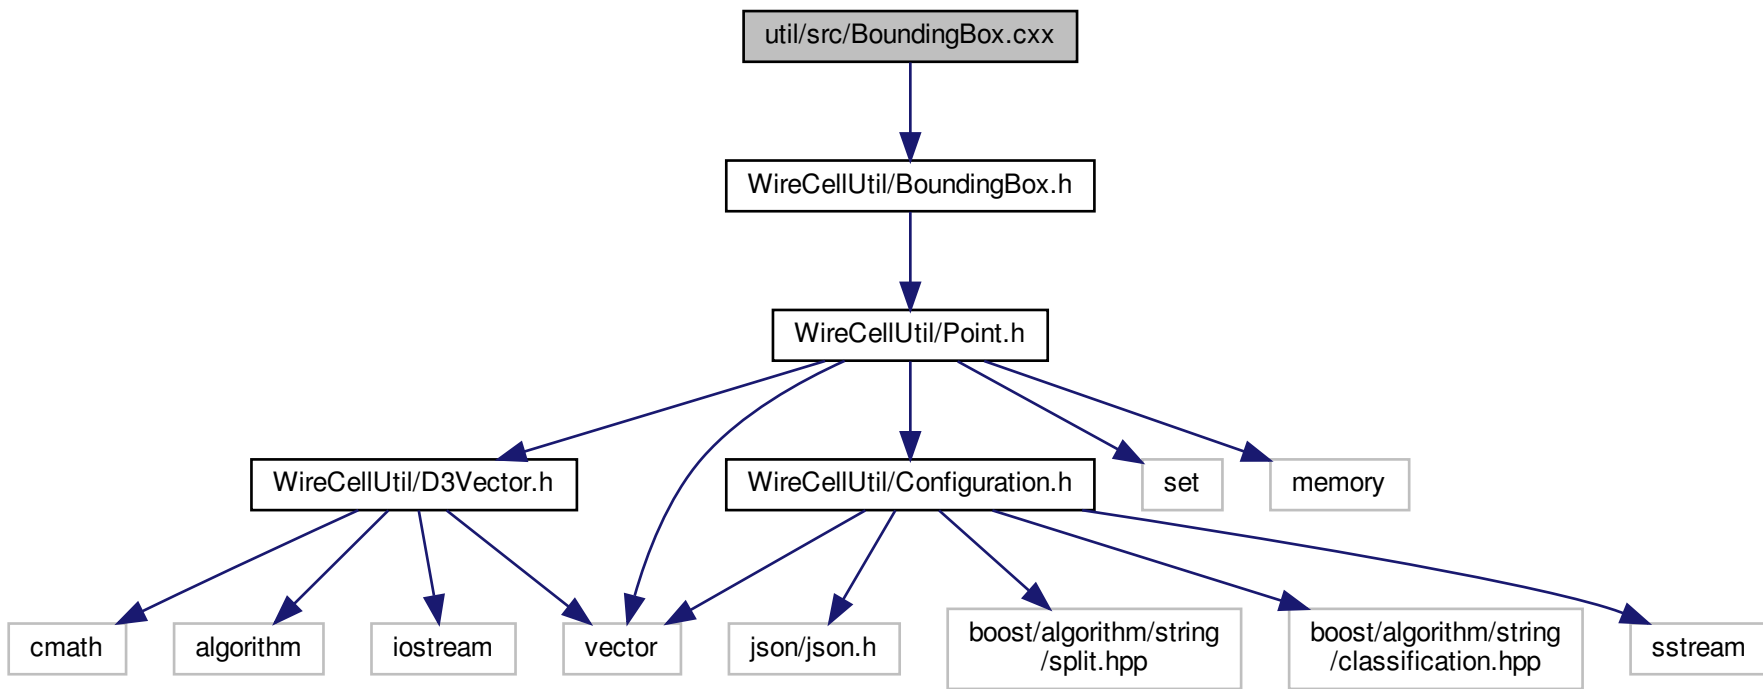 util/src/BoundingBox.cxx
WireCellUtil/BoundingBox.h
WireCellUtil/Point.h
WireCellUtil/D3Vector.h
WireCellUtil/Configuration.h
set
memory
cmath
algorithm
iostream
vector
json/json.h
boost/algorithm/string
/split.hpp
boost/algorithm/string
/classification.hpp
sstream